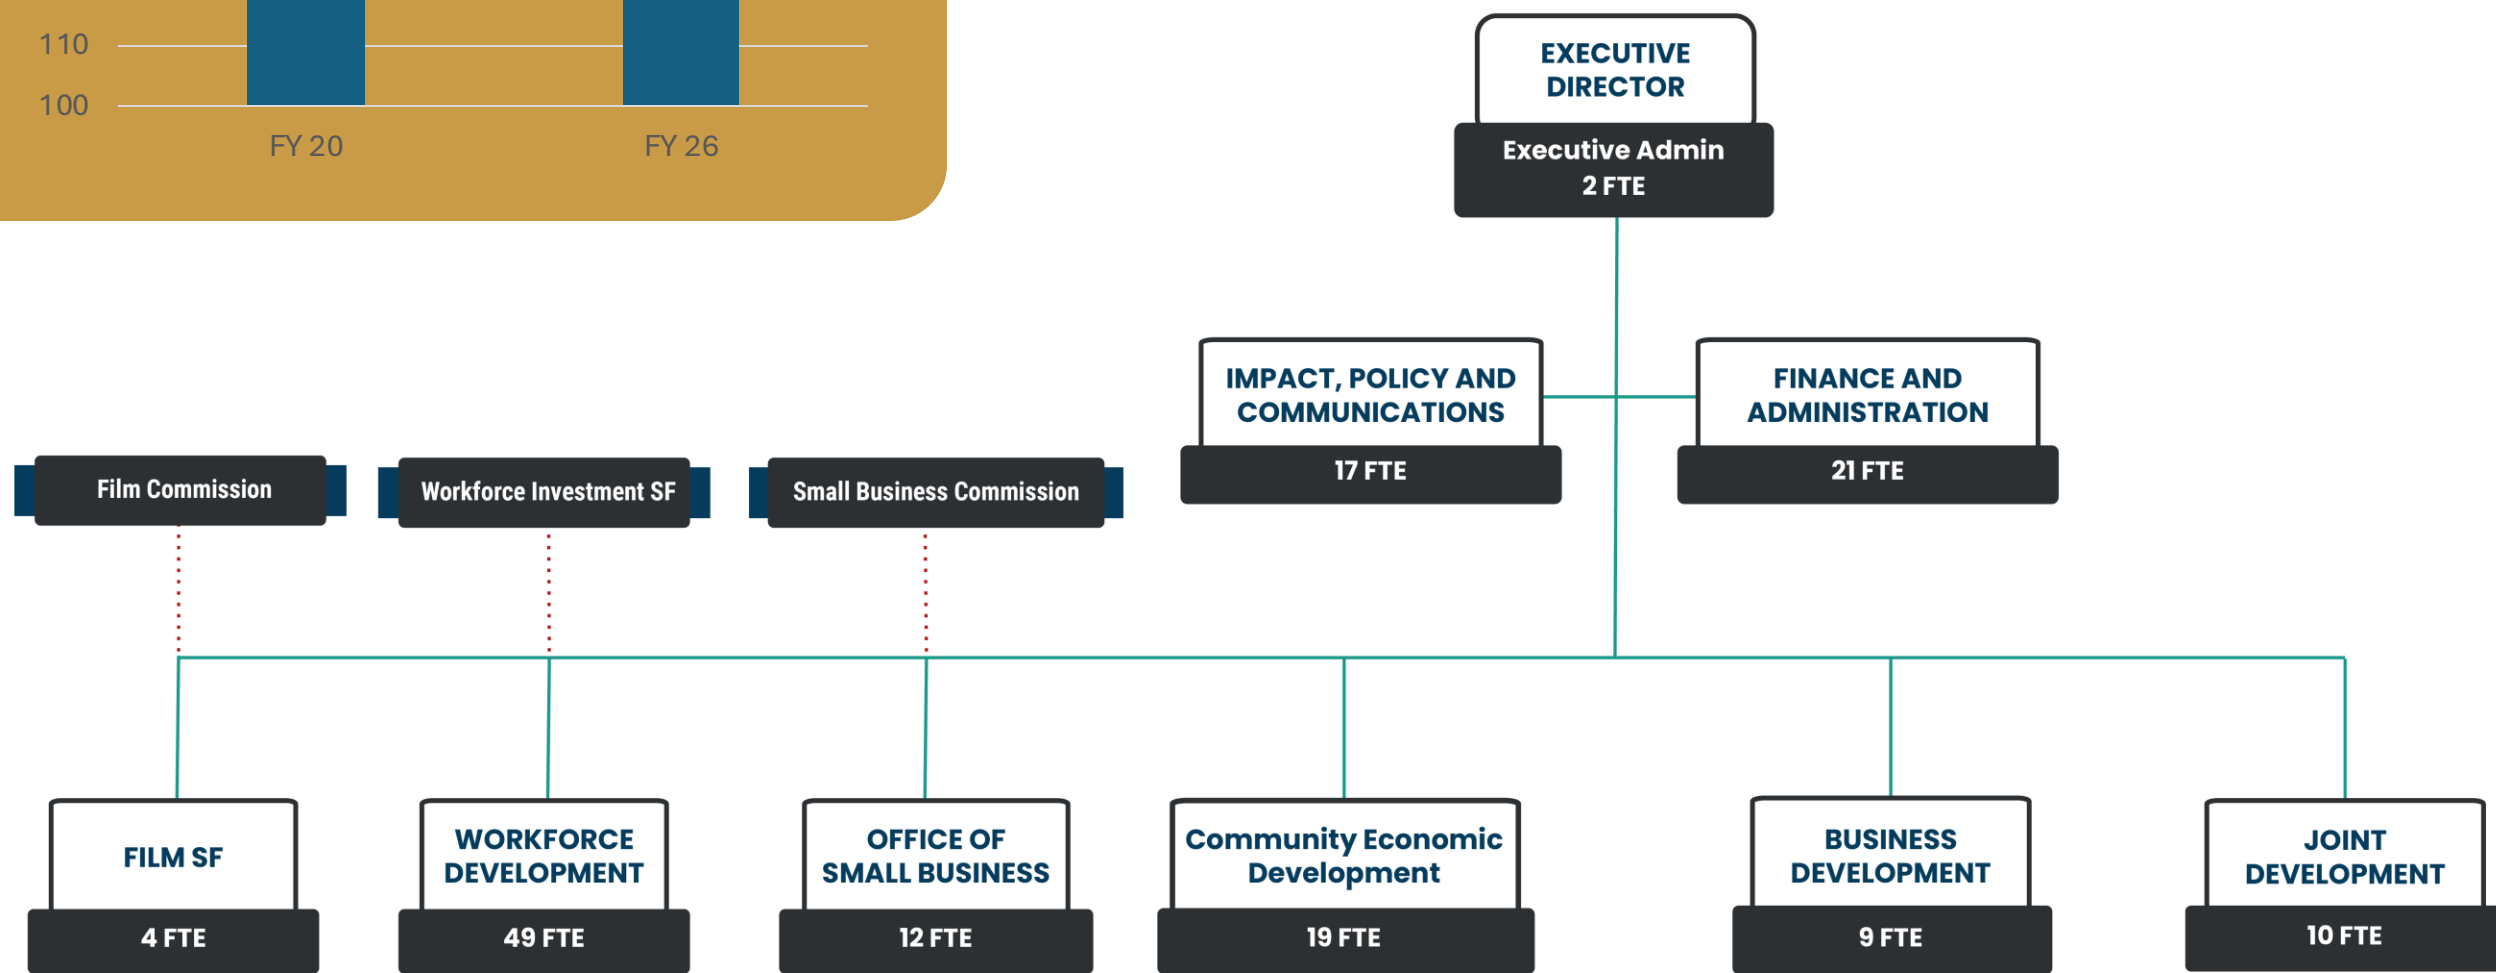 110
100
FY 20
FY 26
EXECUTIVE
DIRECTOR
Executive Admin
2 FTE
IMPACT, POLICY AND
COMMUNICATIONS
17 FTE
FINANCE AND
ADMINISTRATION
21 FTE
Film Commission
Workforce Investment SF
Small Business Commission
FILM SF
4 FTE
WORKFORCE
DEVELOPMENT
49 FTE
OFFICE OF
SMALL BUSINESS
12 FTE
Community Economic
Development
19 FTE
BUSINESS
DEVELOPMENT
9 FTE
JOINT
DEVELOPMENT
10 FTE